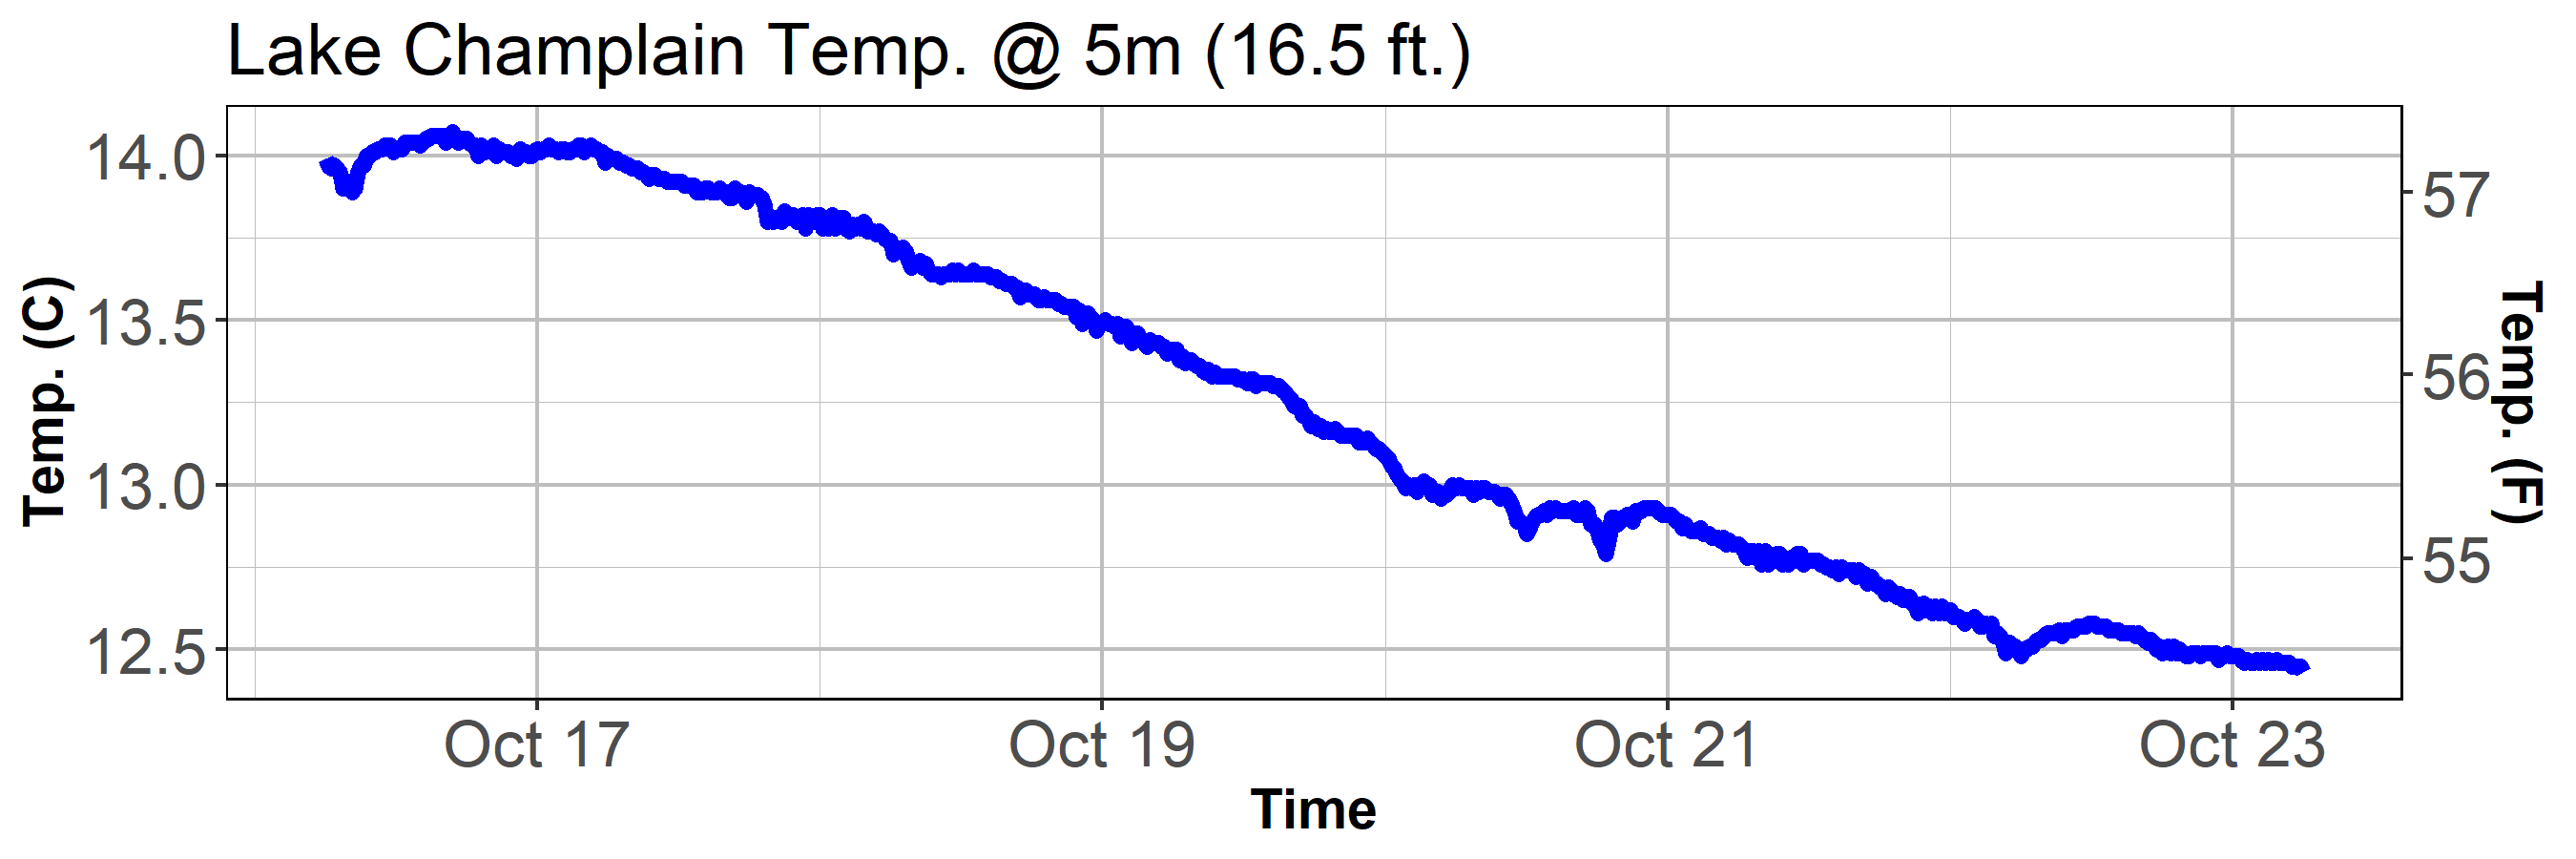 Lake Champlain Temp. @ 5m (16.5 ft.)
Temp. (C)
14.0
13.5
13.0
12.5
57
56
55
Temp. (F)
Oct 17 Oct 19 Oct 21 Oct 23
Time